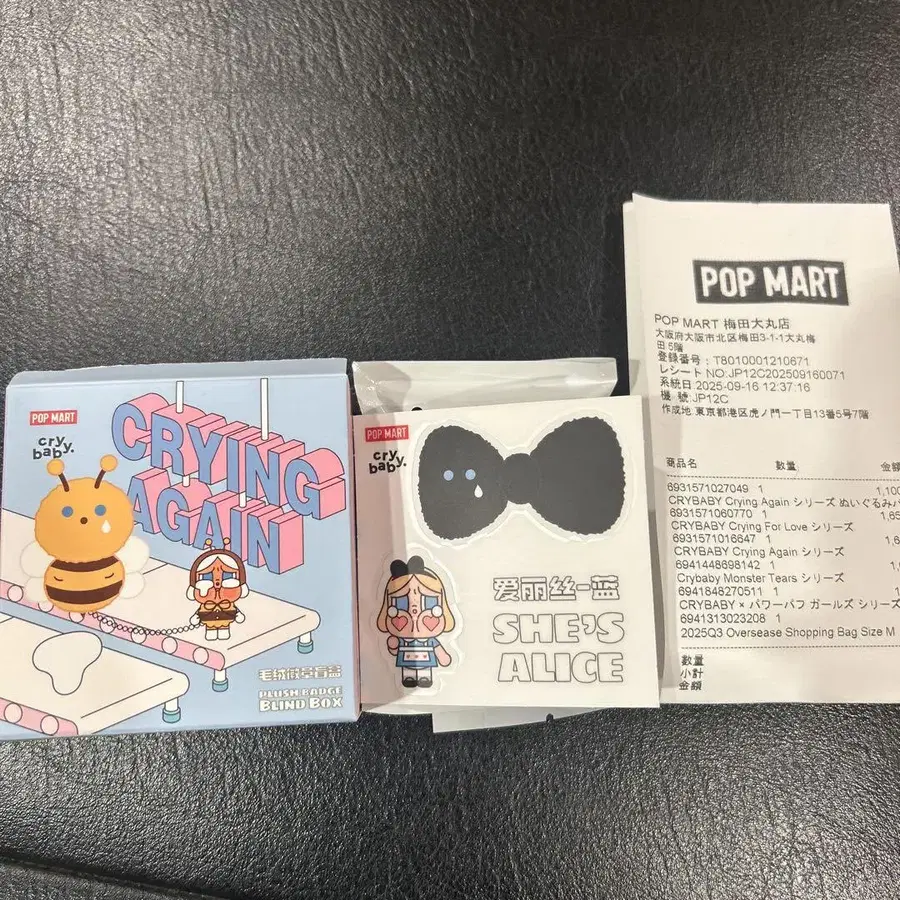 POP MART
cry
baby.
CRYING
AGAIN
毛绒徽章盲盒
PLUSH BADGE
BLIND BOX
POP MART
cry
baby.
爱丽丝-蓝
SHE'S
ALICE
POP MART
POP MART 梅田大丸店
大阪府大阪市北区梅田3-1-1大丸梅
田 5階
登録番号：T8010001210671
レシート NO:JP12C202509160071
系統日 2025-09-16 12:37:16
機 號 JP12C
作成地 東京都港区虎ノ門一丁目13番5号7階
商品名 数量 金額
6931571027049 1 1,100
CRYBABY Crying Again シリーズ ぬいぐるみバ
6931571060770 1
CRYBABY Crying For Love シリーズ
6931571016647 1
CRYBABY Crying Again シリーズ
6941448698142 1
Crybaby Monster Tears シリーズ
6941848270511 1
CRYBABY × パワーパフ ガールズ シリーズ
6941313023208 1
2025Q3 Oversease Shopping Bag Size M
数量
小計
金額